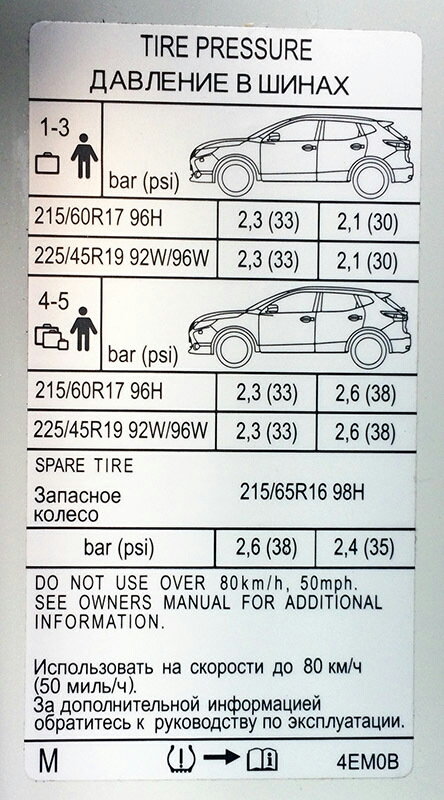 TIRE PRESSURE
ДАВЛЕНИЕ В ШИНАХ
1-3
bar (psi)
215/60R17 96H 2,3 (33) 2,1 (30)
225/45R19 92W/96W 2,3 (33) 2,1 (30)
4-5
bar (psi)
215/60R17 96H 2,3 (33) 2,6 (38)
225/45R19 92W/96W 2,3 (33) 2,6 (38)
SPARE TIRE
Запасное колесо 215/65R16 98H
bar (psi) 2,6 (38) 2,4 (35)
DO NOT USE OVER 80km/h, 50mph.
SEE OWNERS MANUAL FOR ADDITIONAL
INFORMATION.
Использовать на скорости до 80 км/ч
(50 миль/ч).
За дополнительной информацией
обратитесь к руководству по эксплуатации.
M 4EM0B